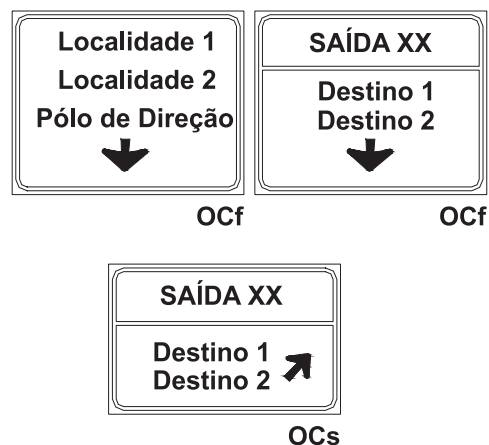 Localidade 1
Localidade 2
Pólo de Direção
OCf
SAÍDA XX
Destino 1
Destino 2
OCf
SAÍDA XX
Destino 1
Destino 2
OCs